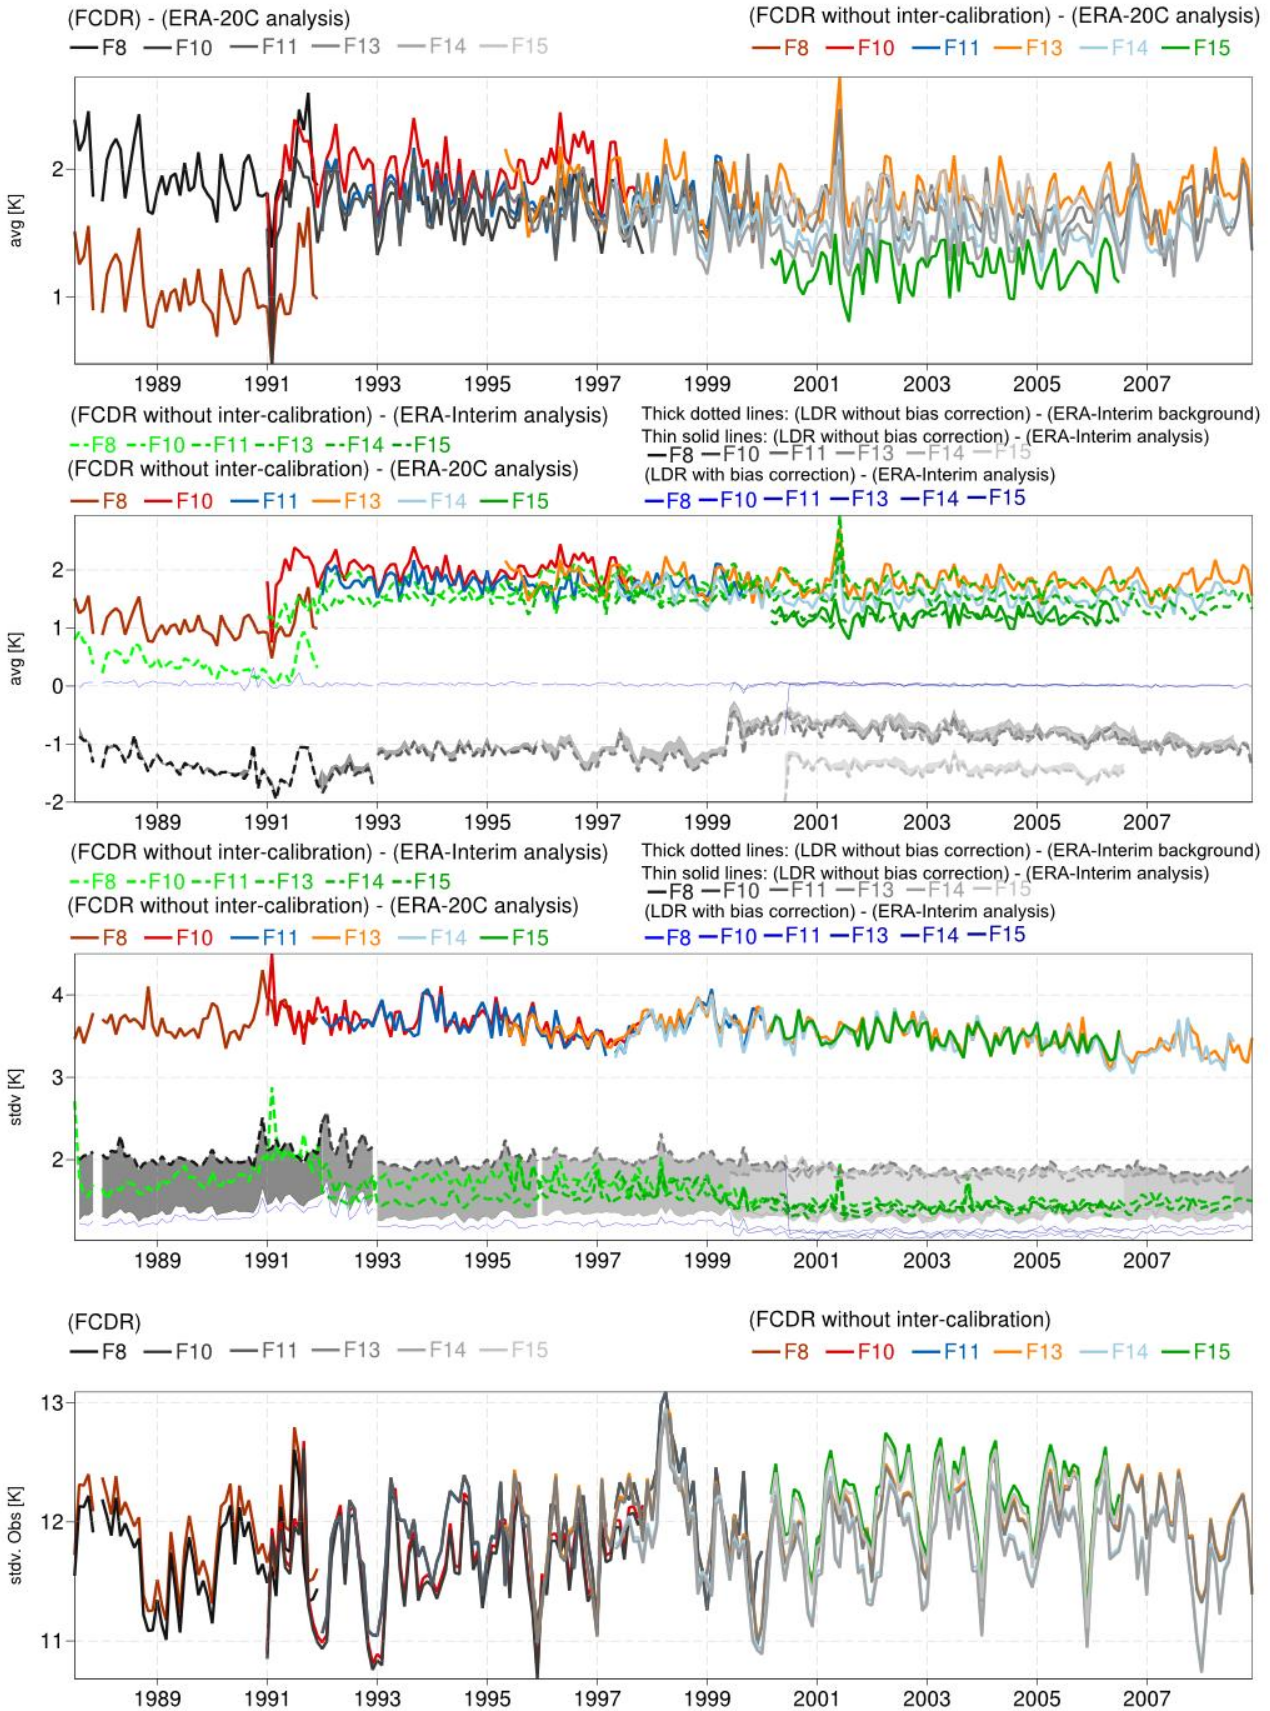 (FCDR) - (ERA-20C analysis)
F8 F10 F11 F13 F14 F15
(FCDR without inter-calibration) - (ERA-20C analysis)
F8 F10 F11 F13 F14 F15
avg [K]
2
1
1989 1991 1993 1995 1997 1999 2001 2003 2005 2007
(FCDR without inter-calibration) - (ERA-Interim analysis)
F8 F10 F11 F13 F14 F15
(FCDR without inter-calibration) - (ERA-20C analysis)
F8 F10 F11 F13 F14 F15
Thick dotted lines: (LDR without bias correction) - (ERA-Interim background)
Thin solid lines: (LDR without bias correction) - (ERA-Interim analysis)
F8 F10 F11 F13 F14 F15
(LDR with bias correction) - (ERA-Interim analysis)
F8 F10 F11 F13 F14 F15
avg [K]
2
1
0
-1
-2
1989 1991 1993 1995 1997 1999 2001 2003 2005 2007
(FCDR without inter-calibration) - (ERA-Interim analysis)
F8 F10 F11 F13 F14 F15
(FCDR without inter-calibration) - (ERA-20C analysis)
F8 F10 F11 F13 F14 F15
Thick dotted lines: (LDR without bias correction) - (ERA-Interim background)
Thin solid lines: (LDR without bias correction) - (ERA-Interim analysis)
F8 F10 F11 F13 F14 F15
(LDR with bias correction) - (ERA-Interim analysis)
F8 F10 F11 F13 F14 F15
stdv [K]
4
3
2
1989 1991 1993 1995 1997 1999 2001 2003 2005 2007
(FCDR)
F8 F10 F11 F13 F14 F15
(FCDR without inter-calibration)
F8 F10 F11 F13 F14 F15
stdv. Obs [K]
13
12
11
1989 1991 1993 1995 1997 1999 2001 2003 2005 2007